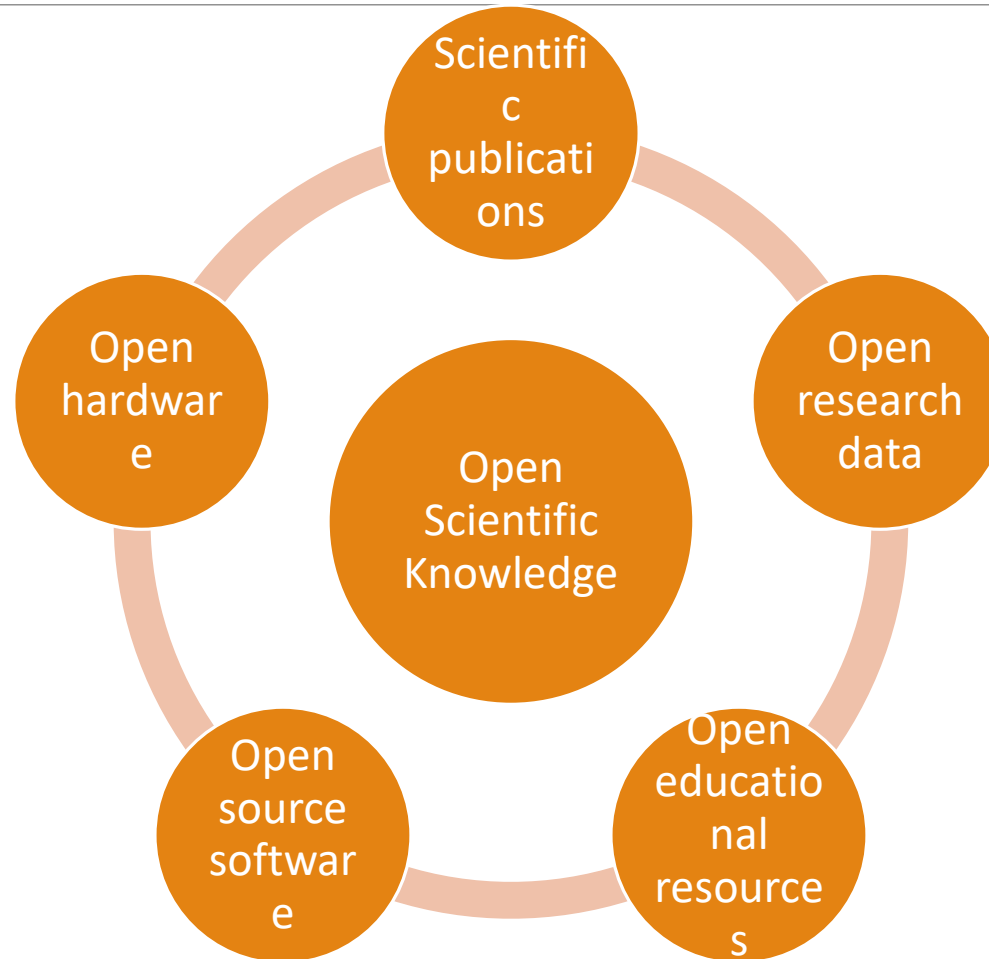 Scientifi
c
publicati
ons
Open
research
data
Open
educatio
nal
resource
s
Open
source
softwar
e
Open
hardwar
e
Open
Scientific
Knowledge